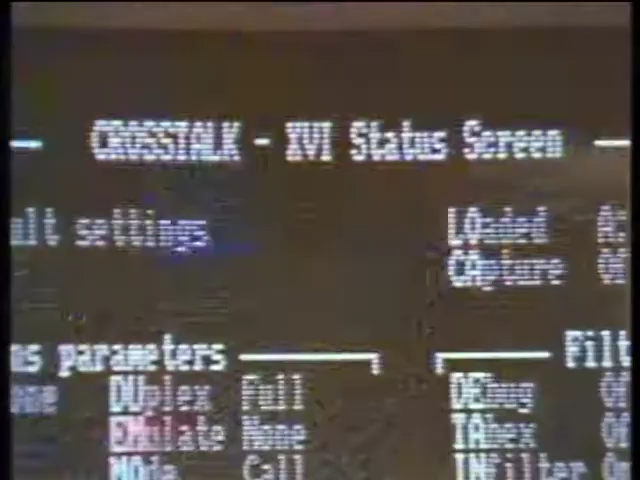 CROSSTALK - XVI Status Screen
ult settings LOaded
CApture
ns parameters Filt
DUplex Full DEbug
EMulate None TAbex
MOde Call INfilter